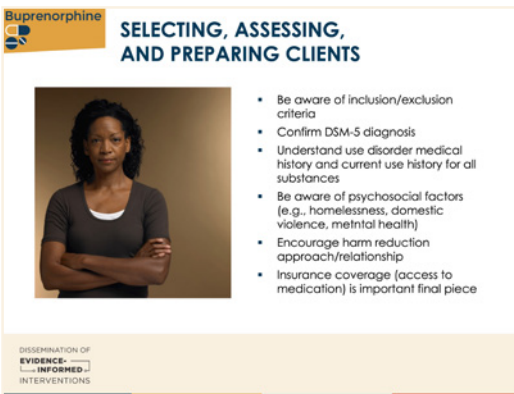 Buprenorphine
SELECTING, ASSESSING,
AND PREPARING CLIENTS
▪ Be aware of inclusion/exclusion
criteria
▪ Confirm DSM-5 diagnosis
▪ Understand use disorder medical
history and current use history for all
substances
▪ Be aware of psychosocial factors
(e.g., homelessness, domestic
violence, metntal health)
▪ Encourage harm reduction
approach/relationship
▪ Insurance coverage (access to
medication) is important final piece
DISSEMINATION OF
EVIDENCE-
INFORMED
INTERVENTIONS